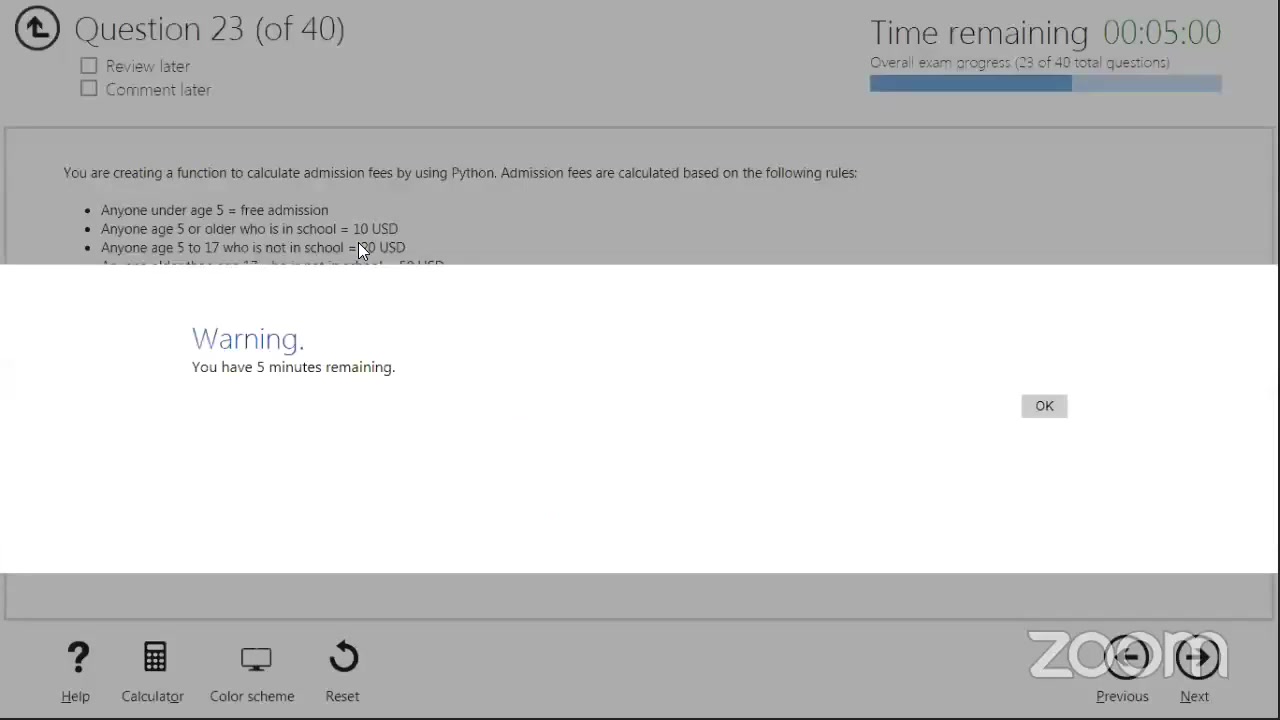 Question 23 (of 40)
Time remaining 00:05:00
Review later
Overall exam progress (23 of 40 total questions)
Comment later
You are creating a function to calculate admission fees by using Python. Admission fees are calculated based on the following rules:
• Anyone under age 5 = free admission
• Anyone age 5 or older who is in school = 10 USD
• Anyone age 5 to 17 who is not in school = 20 USD
Warning.
You have 5 minutes remaining.
OK
zoom
Help
Calculator
Color scheme
Reset
Previous
Next